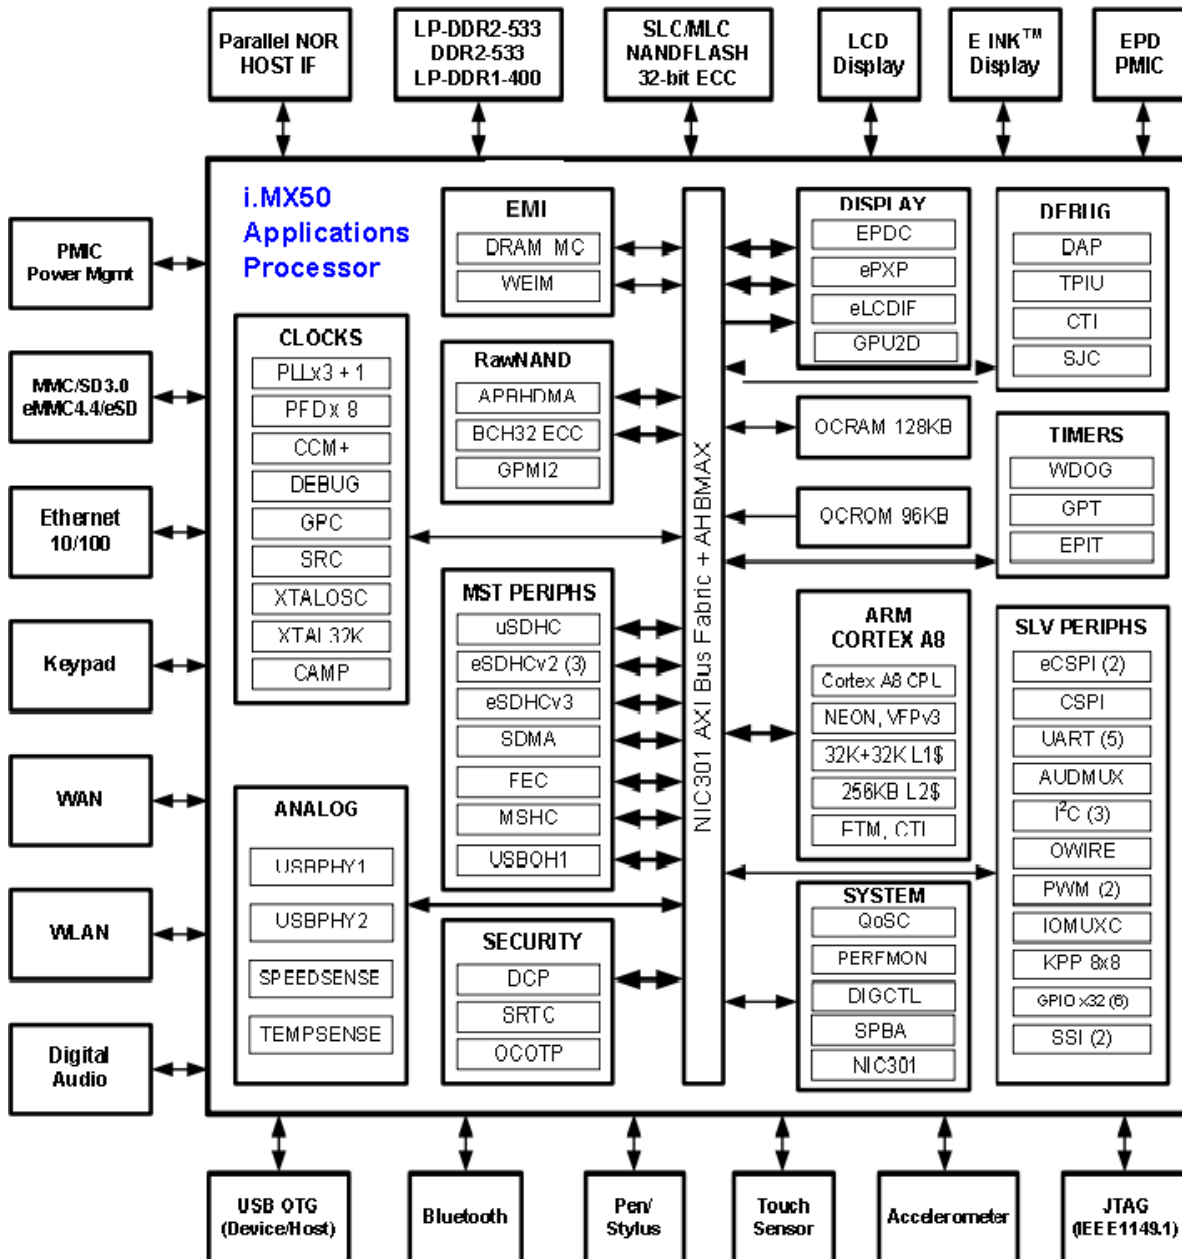 Parallel NOR
HOST IF
LP-DDR2-533
DDR2-533
LP-DDR1-400
SLC/MLC
NANDFLASH
32-bit ECC
LCD
Display
E INK™
Display
EPD
PMIC
i.MX50
Applications
Processor
PMIC
Power Mgmt
MMC/SD3.0
eMMC4.4/eSD
Ethernet
10/100
Keypad
WAN
WLAN
Digital
Audio
CLOCKS
PLLx3 + 1
PFD x 8
CCM+
DEBUG
GPC
SRC
XTALOSC
XTAL32K
CAMP
ANALOG
USBPHY1
USBPHY2
SPEEDSENSE
TEMPSENSE
EMI
DRAM MC
WEIM
RawNAND
APBHDMA
BCH32 ECC
GPMI2
MST PERIPHS
uSDHC
eSDHCv2 (3)
eSDHCv3
SDMA
FEC
MSHC
USBOH1
SECURITY
DCP
SRTC
OCOTP
NIC301 AXI Bus Fabric + AHBMAX
DISPLAY
EPDC
ePXP
eLCDIF
GPU2D
OCRAM 128KB
OCROM 96KB
ARM
CORTEX A8
Cortex A8 CPU
NEON, VFPv3
32K+32K L1$
256KB L2$
ETM, CTI
SYSTEM
QoSC
PERFMON
DIGCTL
SPBA
NIC301
DEBUG
DAP
TPIU
CTI
SJC
TIMERS
WDOG
GPT
EPIT
SLV PERIPHS
eCSPI (2)
CSPI
UART (5)
AUDMUX
I²C (3)
OWIRE
PWM (2)
IOMUXC
KPP 8x8
GPIO x32 (6)
SSI (2)
USB OTG
(Device/Host)
Bluetooth
Pen/
Stylus
Touch
Sensor
Accelerometer
JTAG
(IEEE1149.1)